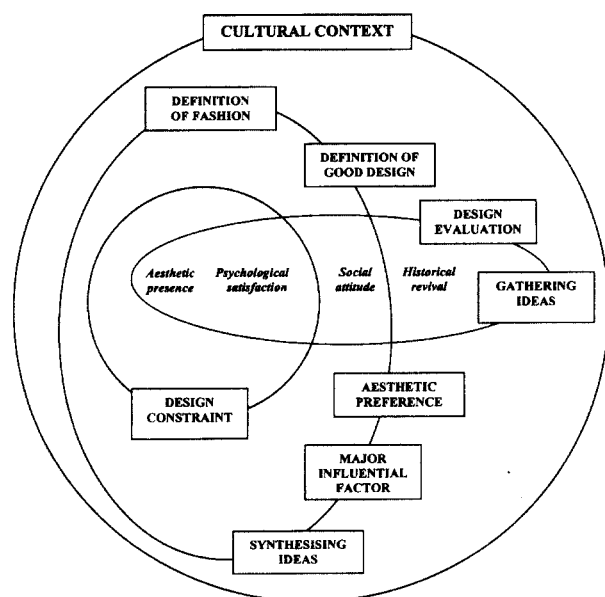 CULTURAL CONTEXT
DEFINITION
OF FASHION
DEFINITION OF
GOOD DESIGN
DESIGN
EVALUATION
GATHERING
IDEAS
Aesthetic
presence
Psychological
satisfaction
Social
attitude
Historical
revival
DESIGN
CONSTRAINT
AESTHETIC
PREFERENCE
MAJOR
INFLUENTIAL
FACTOR
SYNTHESISING
IDEAS